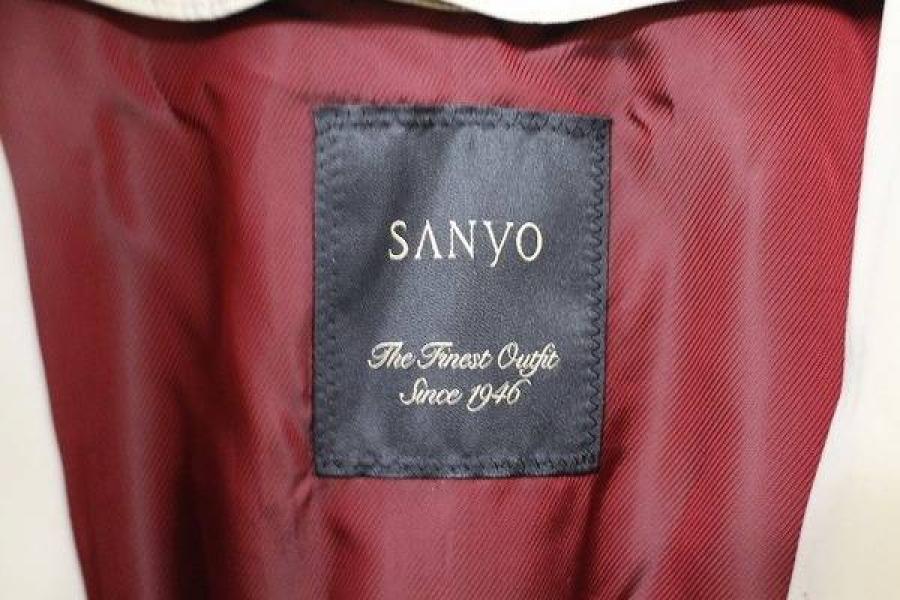 SANYO
The Finest Outfit
Since 1946